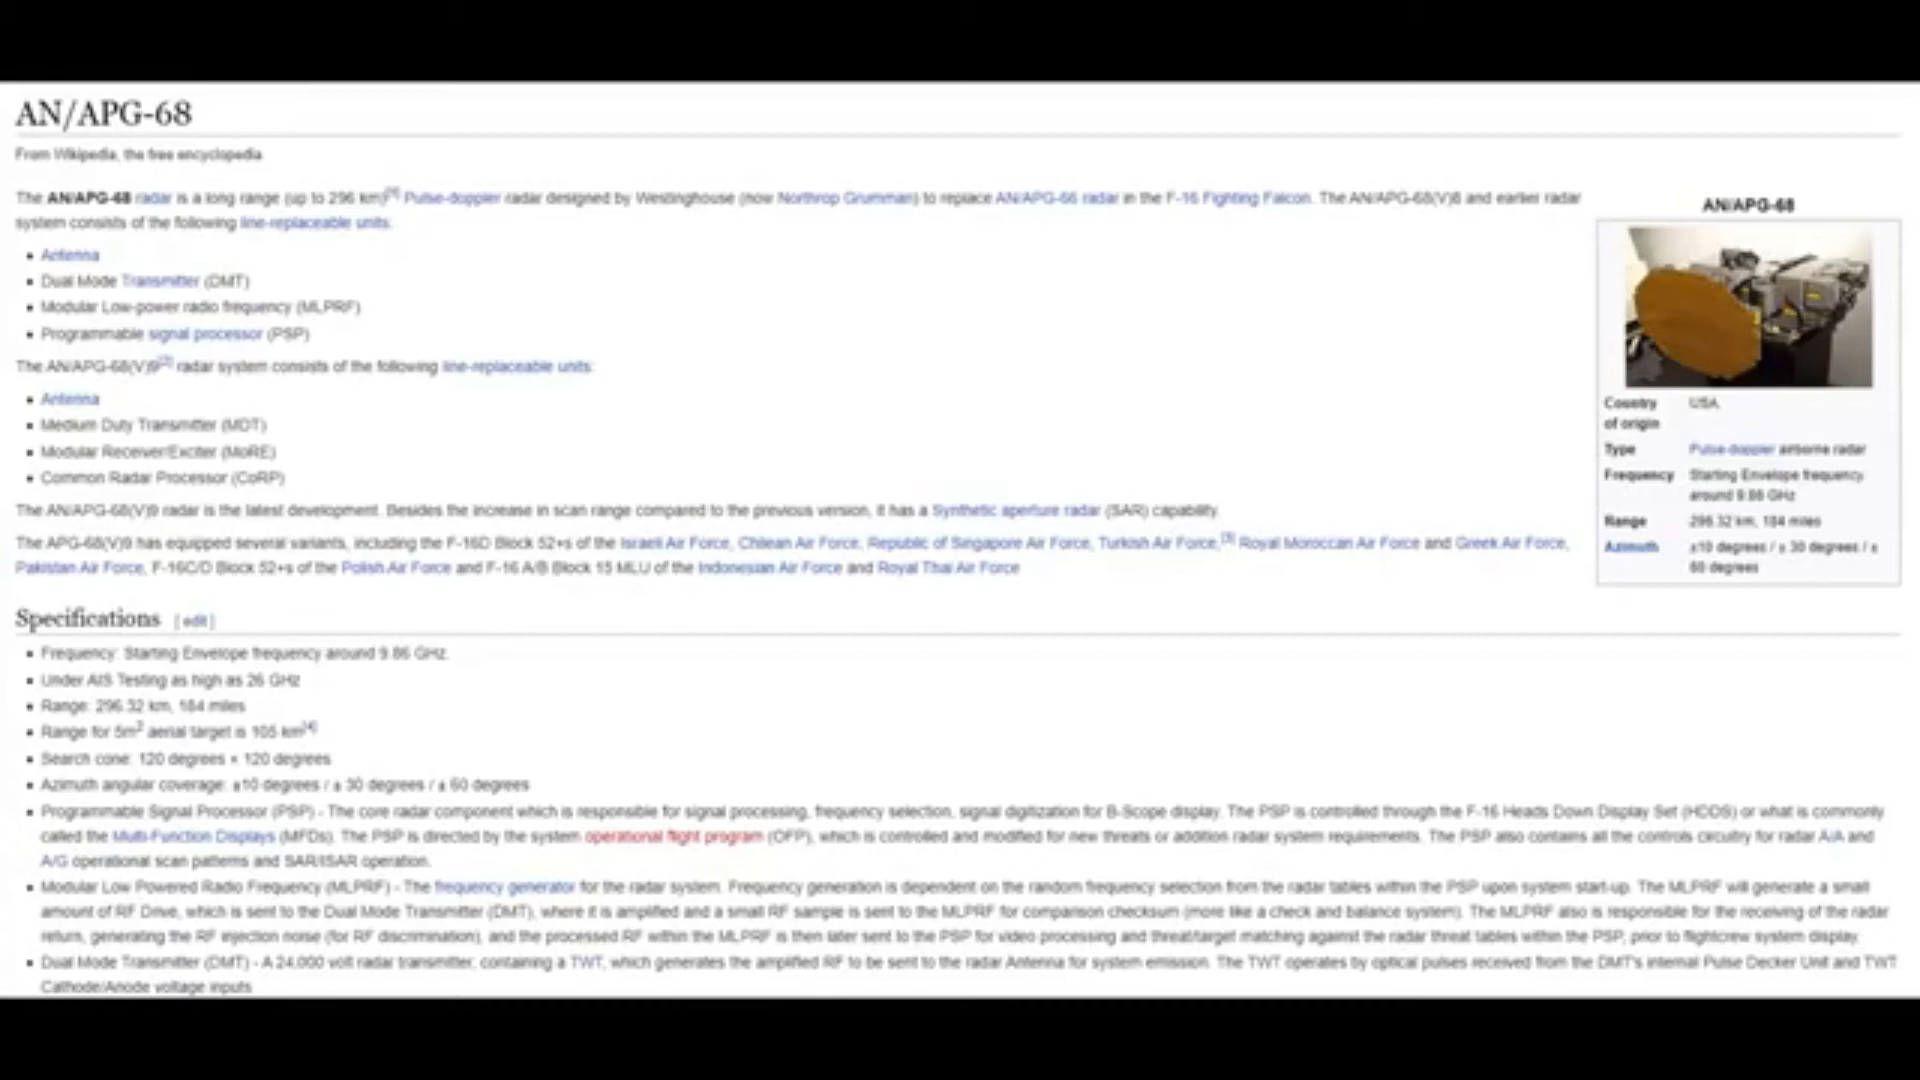 AN/APG-68
From Wikipedia, the free encyclopedia
The AN/APG-68 radar is a long range (up to 296 km)[1] Pulse-doppler radar designed by Westinghouse (now Northrop Grumman) to replace AN/APG-66 radar in the F-16 Fighting Falcon. The AN/APG-68(V)8 and earlier radar
system consists of the following line-replaceable units:
Antenna
Dual Mode Transmitter (DMT)
Modular Low-power radio frequency (MLPRF)
Programmable signal processor (PSP)
The AN/APG-68(V)9[2] radar system consists of the following line-replaceable units:
Antenna
Medium Duty Transmitter (MDT)
Modular Receiver/Exciter (MoRE)
Common Radar Processor (CoRP)
The AN/APG-68(V)9 radar is the latest development. Besides the increase in scan range compared to the previous version, it has a Synthetic aperture radar (SAR) capability.
The APG-68(V)9 has equipped several variants, including the F-16D Block 52+s of the Israeli Air Force, Chilean Air Force, Republic of Singapore Air Force, Turkish Air Force,[3] Royal Moroccan Air Force and Greek Air Force,
Pakistan Air Force, F-16C/D Block 52+s of the Polish Air Force and F-16 A/B Block 15 MLU of the Indonesian Air Force and Royal Thai Air Force
AN/APG-68
Country of origin USA
Type Pulse-doppler airborne radar
Frequency Starting Envelope frequency
around 9.86 GHz
Range 296.32 km, 184 miles
Azimuth ±10 degrees / ± 30 degrees / ±
60 degrees
Specifications [ edit ]
Frequency: Starting Envelope frequency around 9.86 GHz.
Under AIS Testing as high as 26 GHz
Range: 296.32 km, 184 miles
Range for 5m2 aerial target is 105 km[4]
Search cone: 120 degrees × 120 degrees
Azimuth angular coverage: ±10 degrees / ± 30 degrees / ± 60 degrees
Programmable Signal Processor (PSP) - The core radar component which is responsible for signal processing, frequency selection, signal digitization for B-Scope display. The PSP is controlled through the F-16 Heads Down Display Set (HDDS) or what is commonly
called the Multi-Function Displays (MFDs). The PSP is directed by the system operational flight program (OFP), which is controlled and modified for new threats or addition radar system requirements. The PSP also contains all the controls circuitry for radar A/A and
A/G operational scan patterns and SAR/ISAR operation.
Modular Low Powered Radio Frequency (MLPRF) - The frequency generator for the radar system. Frequency generation is dependent on the random frequency selection from the radar tables within the PSP upon system start-up. The MLPRF will generate a small
amount of RF Drive, which is sent to the Dual Mode Transmitter (DMT), where it is amplified and a small RF sample is sent to the MLPRF for comparison checksum (more like a check and balance system). The MLPRF also is responsible for the receiving of the radar
return, generating the RF injection noise (for RF discrimination), and the processed RF within the MLPRF is then later sent to the PSP for video processing and threat/target matching against the radar threat tables within the PSP, prior to flightcrew system display.
Dual Mode Transmitter (DMT) - A 24,000 volt radar transmitter, containing a TWT, which generates the amplified RF to be sent to the radar Antenna for system emission. The TWT operates by optical pulses received from the DMT's internal Pulse Decker Unit and TWT
Cathode/Anode voltage inputs